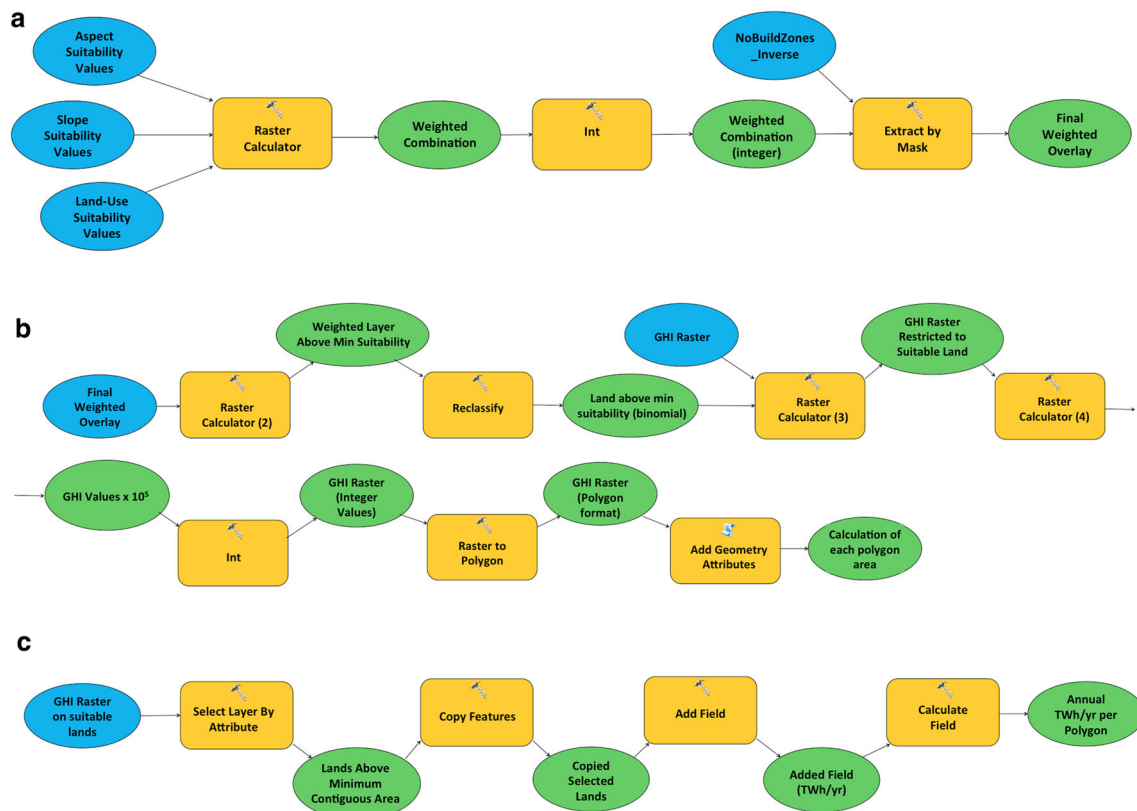 a
Aspect
Suitability
Values
Slope
Suitability
Values
Land-Use
Suitability
Values
Raster
Calculator
Weighted
Combination
Int
NoBuildZones
_Inverse
Weighted
Combination
(integer)
Extract by
Mask
Final
Weighted
Overlay
b
Final
Weighted
Overlay
Raster
Calculator (2)
Weighted Layer
Above Min Suitability
Reclassify
Land above min
suitability (binomial)
GHI Raster
Raster
Calculator (3)
GHI Raster
Restricted to
Suitable Land
Raster
Calculator (4)
GHI Values x 10⁵
Int
GHI Raster
(Integer
Values)
Raster to
Polygon
GHI Raster
(Polygon
format)
Add Geometry
Attributes
Calculation of
each polygon
area
c
GHI Raster
on suitable
lands
Select Layer By
Attribute
Lands Above
Minimum
Contiguous Area
Copy Features
Copied
Selected
Lands
Add Field
Added Field
(TWh/yr)
Calculate
Field
Annual
TWh/yr per
Polygon